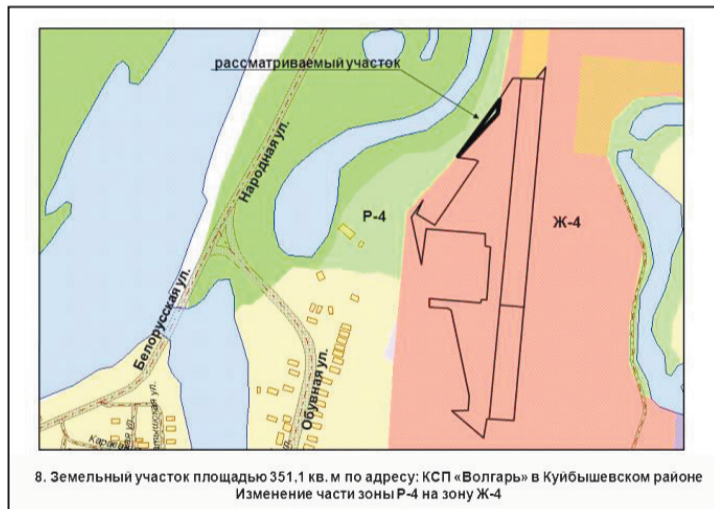 рассматриваемый участок
Народная ул.
Р-4
Ж-4
Белорусская ул.
Обувная ул.
8. Земельный участок площадью 351,1 кв. м по адресу: КСП «Волгарь» в Куйбышевском районе
Изменение части зоны Р-4 на зону Ж-4